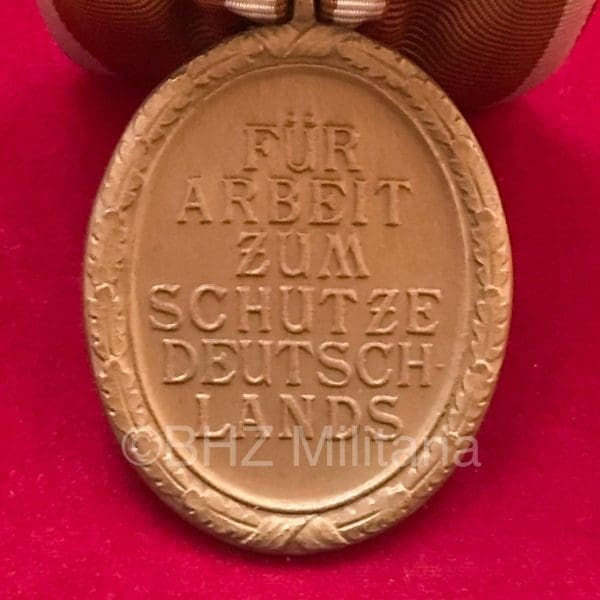 FÜR
ARBEIT
ZUM
SCHUTZE
DEUTSCH-
LANDS
©BHZ Militaria